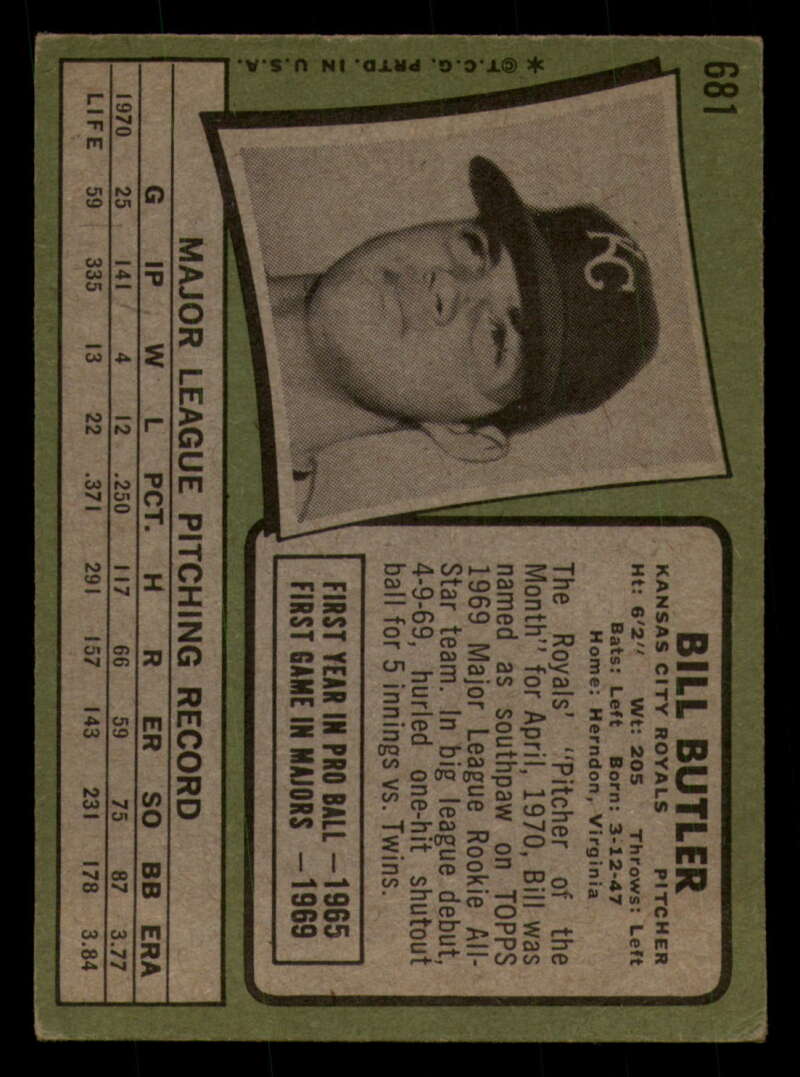 681
KC
* ©T.C.G. PRTD. IN U.S.A.
BILL BUTLER
KANSAS CITY ROYALS PITCHER
Ht: 6'2" Wt: 205 Throws: Left
Bats: Left Born: 3-12-47
Home: Herndon, Virginia
The Royals' "Pitcher of the
Month" for April, 1970, Bill was
named as southpaw on TOPPS
1969 Major League Rookie All-
Star team. In big league debut,
4-9-69, hurled one-hit shutout
ball for 5 innings vs. Twins.
FIRST YEAR IN PRO BALL —1965
FIRST GAME IN MAJORS —1969
MAJOR LEAGUE PITCHING RECORD
G IP W L PCT. H R ER SO BB ERA
1970 25 141 4 12 .250 117 66 59 75 87 3.77
LIFE 59 335 13 22 .371 291 157 143 231 178 3.84